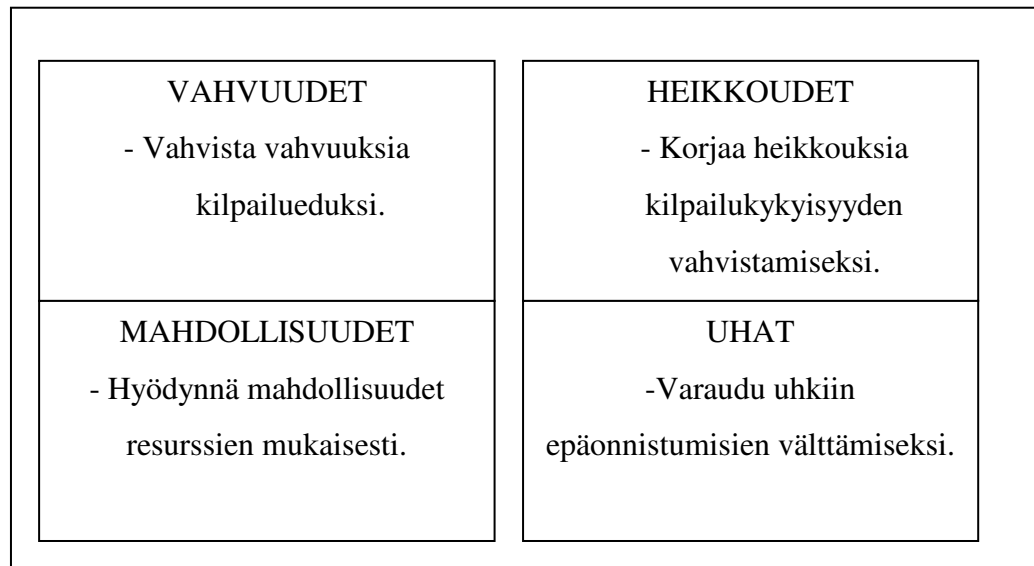 VAHVUUDET
- Vahvista vahvuuksia
kilpailueduksi.
HEIKKOUDET
- Korjaa heikkouksia
kilpailukykyisyyden
vahvistamiseksi.
MAHDOLLISUUDET
- Hyödynnä mahdollisuudet
resurssien mukaisesti.
UHAT
-Varaudu uhkiin
epäonnistumisien välttämiseksi.